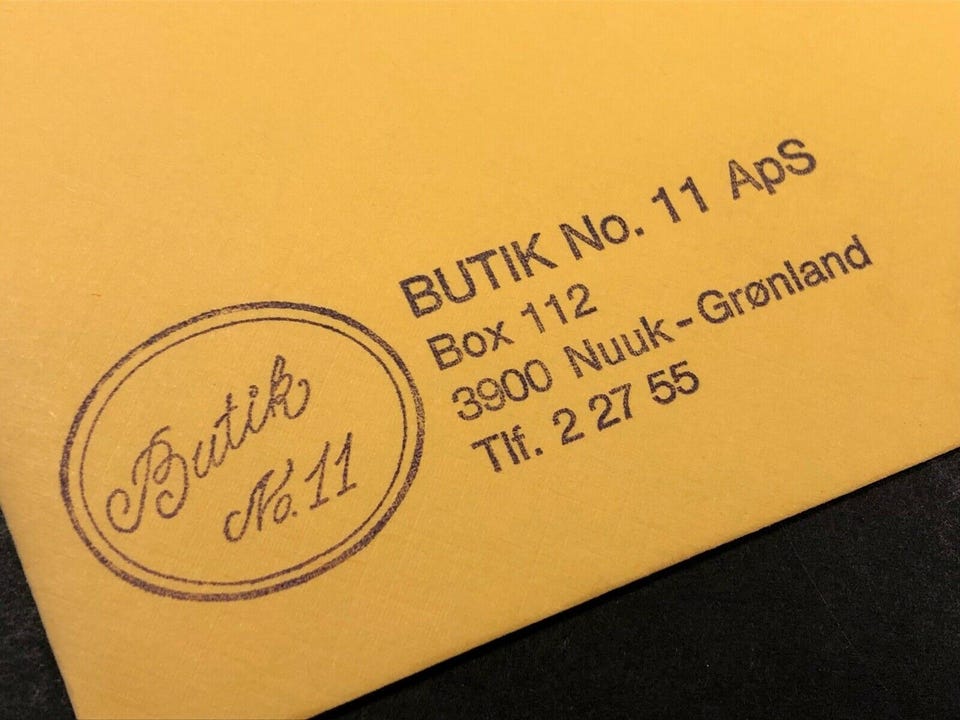 Butik
No. 11
BUTIK No. 11 ApS
Box 112
3900 Nuuk - Grønland
Tlf. 2 27 55